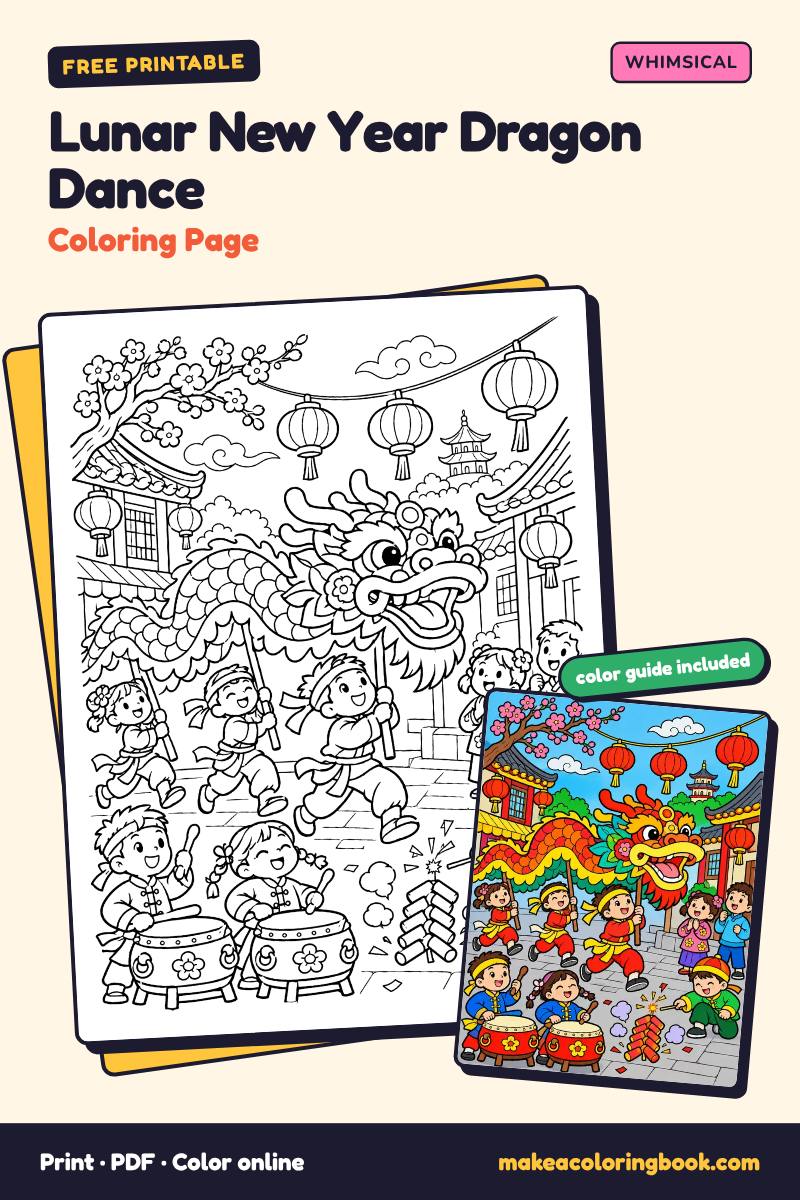 FREE PRINTABLE
WHIMSICAL
Lunar New Year Dragon
Dance
Coloring Page
color guide included
Print · PDF · Color online
makeacoloringbook.com